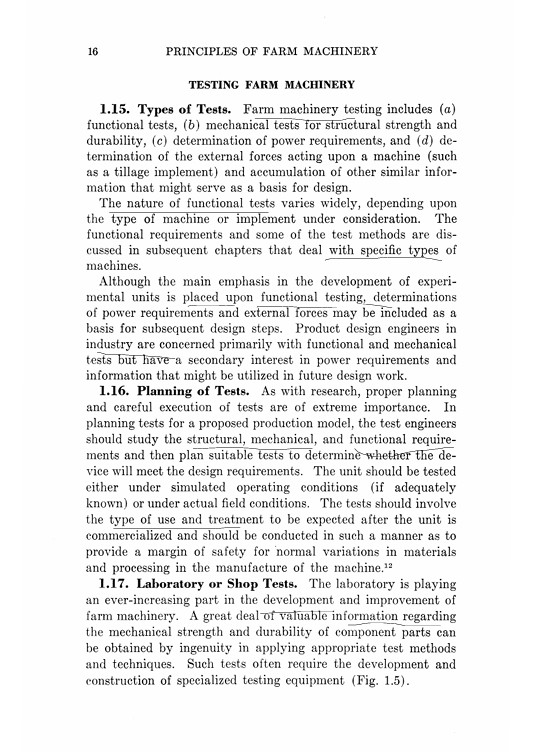 16 PRINCIPLES OF FARM MACHINERY
TESTING FARM MACHINERY
1.15. Types of Tests. Farm machinery testing includes (a)
functional tests, (b) mechanical tests for structural strength and
durability, (c) determination of power requirements, and (d) de-
termination of the external forces acting upon a machine (such
as a tillage implement) and accumulation of other similar infor-
mation that might serve as a basis for design.
The nature of functional tests varies widely, depending upon
the type of machine or implement under consideration. The
functional requirements and some of the test methods are dis-
cussed in subsequent chapters that deal with specific types of
machines.
Although the main emphasis in the development of experi-
mental units is placed upon functional testing, determinations
of power requirements and external forces may be included as a
basis for subsequent design steps. Product design engineers in
industry are concerned primarily with functional and mechanical
tests but have a secondary interest in power requirements and
information that might be utilized in future design work.
1.16. Planning of Tests. As with research, proper planning
and careful execution of tests are of extreme importance. In
planning tests for a proposed production model, the test engineers
should study the structural, mechanical, and functional require-
ments and then plan suitable tests to determine whether the de-
vice will meet the design requirements. The unit should be tested
either under simulated operating conditions (if adequately
known) or under actual field conditions. The tests should involve
the type of use and treatment to be expected after the unit is
commercialized and should be conducted in such a manner as to
provide a margin of safety for normal variations in materials
and processing in the manufacture of the machine.12
1.17. Laboratory or Shop Tests. The laboratory is playing
an ever-increasing part in the development and improvement of
farm machinery. A great deal of valuable information regarding
the mechanical strength and durability of component parts can
be obtained by ingenuity in applying appropriate test methods
and techniques. Such tests often require the development and
construction of specialized testing equipment (Fig. 1.5).